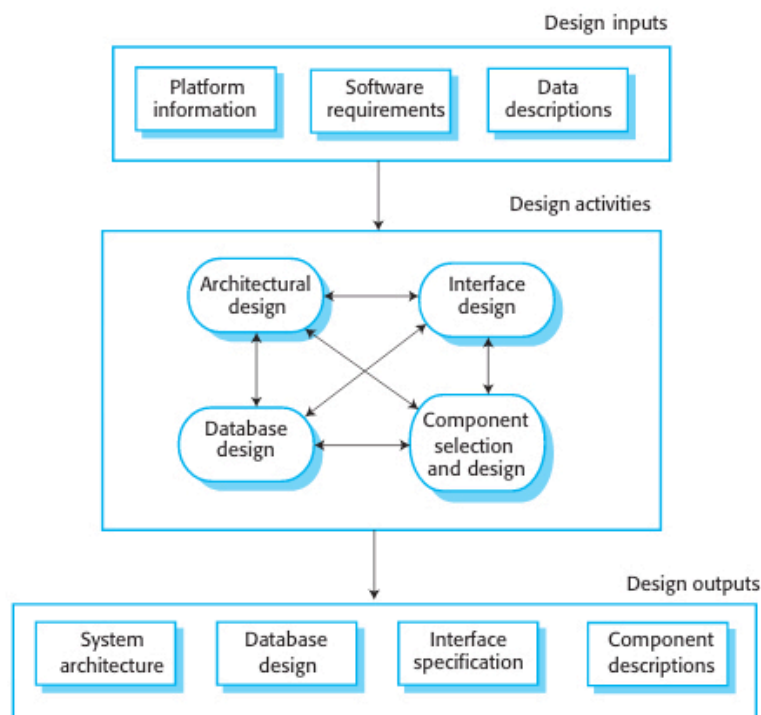 Design inputs
Platform
information
Software
requirements
Data
descriptions
Design activities
Architectural
design
Interface
design
Database
design
Component
selection
and design
Design outputs
System
architecture
Database
design
Interface
specification
Component
descriptions